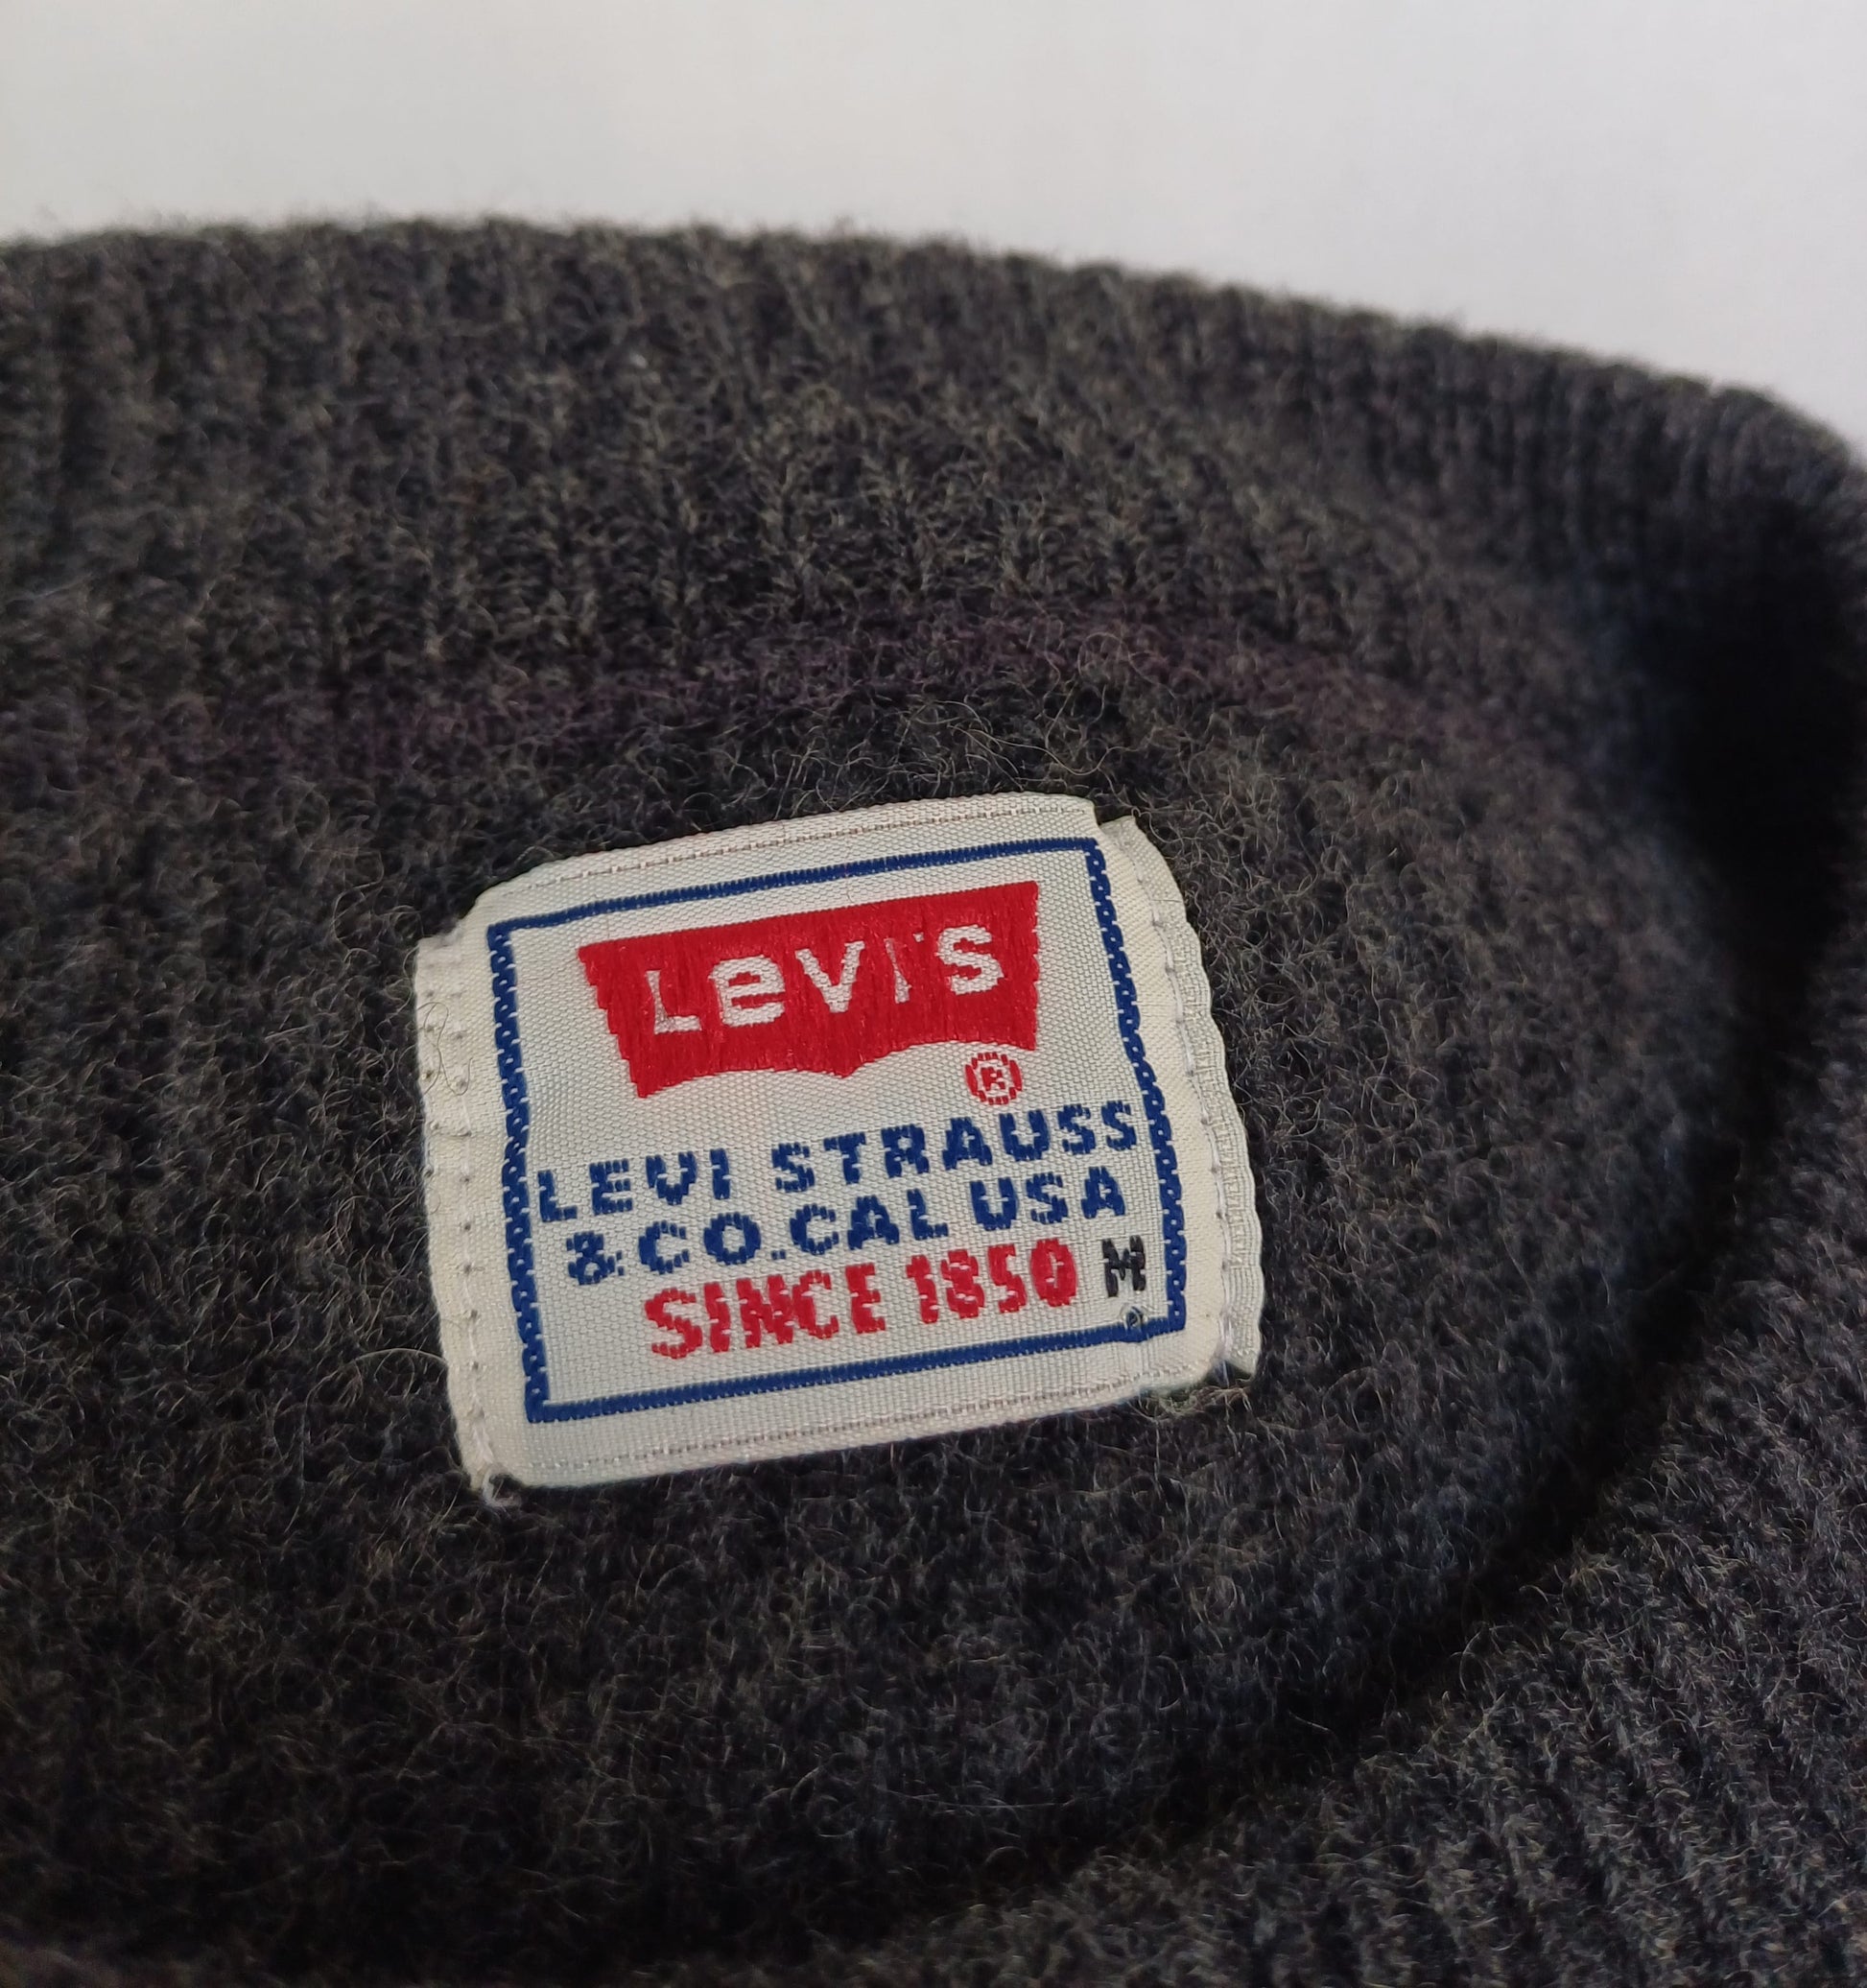 Levi's
®
LEVI STRAUSS
& CO.CAL USA
SINCE 1850 M